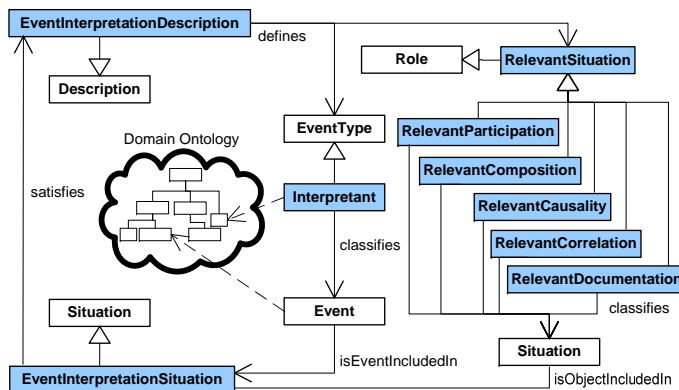 EventInterpretationDescription
defines
Role
RelevantSituation
Description
EventType
RelevantParticipation
Domain Ontology
RelevantComposition
satisfies
Interpretant
RelevantCausality
classifies
RelevantCorrelation
RelevantDocumentation
Situation
Event
classifies
Situation
isEventIncludedIn
EventInterpretationSituation
isObjectIncludedIn